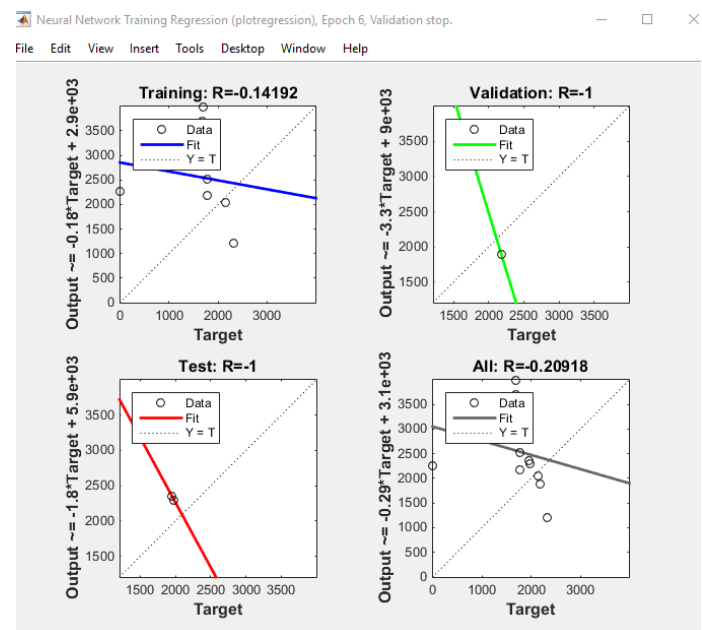 Neural Network Training Regression (plotregression), Epoch 6, Validation stop.
File Edit View Insert Tools Desktop Window Help
Training: R=-0.14192
Output ~= -0.18*Target + 2.9e+03
3500
3000
2500
2000
1500
1000
500
0
Data
Fit
Y = T
0 1000 2000 3000
Target
Validation: R=-1
Output ~= -3.3*Target + 9e+03
3500
3000
2500
2000
1500
Data
Fit
Y = T
1500 2000 2500 3000 3500
Target
Test: R=-1
Output ~= -1.8*Target + 5.9e+03
3500
3000
2500
2000
1500
Data
Fit
Y = T
1500 2000 2500 3000 3500
Target
All: R=-0.20918
Output ~= -0.29*Target + 3.1e+03
3500
3000
2500
2000
1500
1000
500
0
Data
Fit
Y = T
0 1000 2000 3000
Target